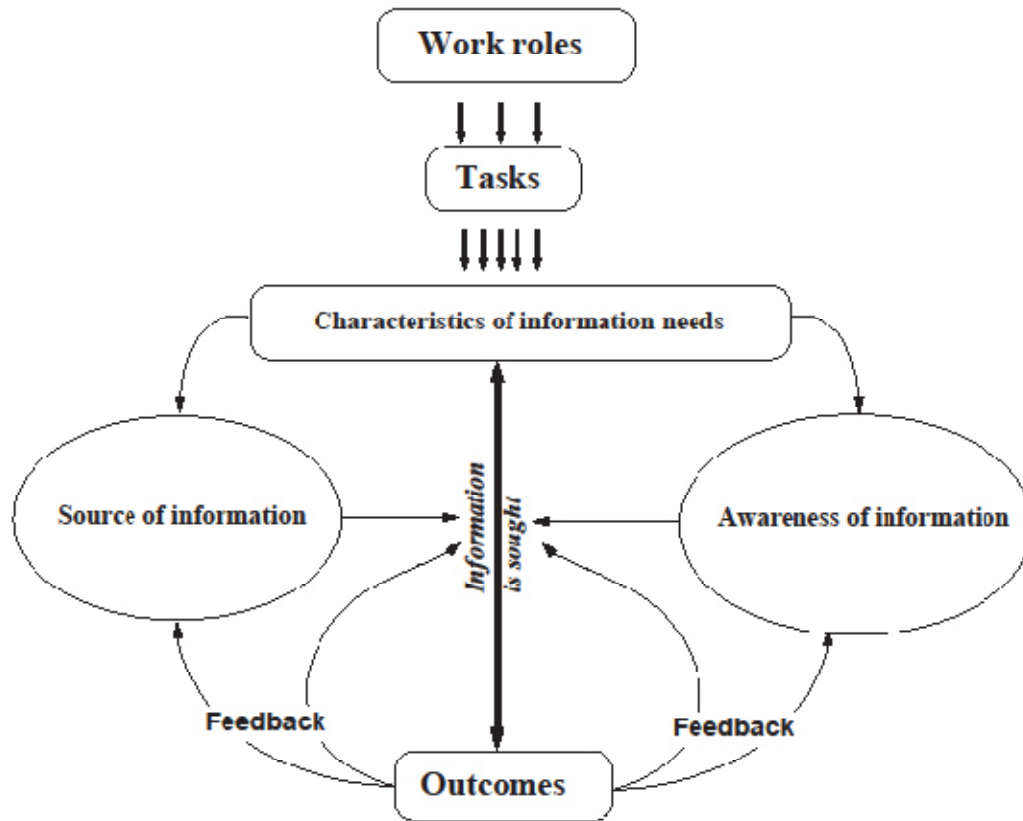 Work roles
Tasks
Characteristics of information needs
Source of information
Information
is sought
Awareness of information
Feedback
Feedback
Outcomes